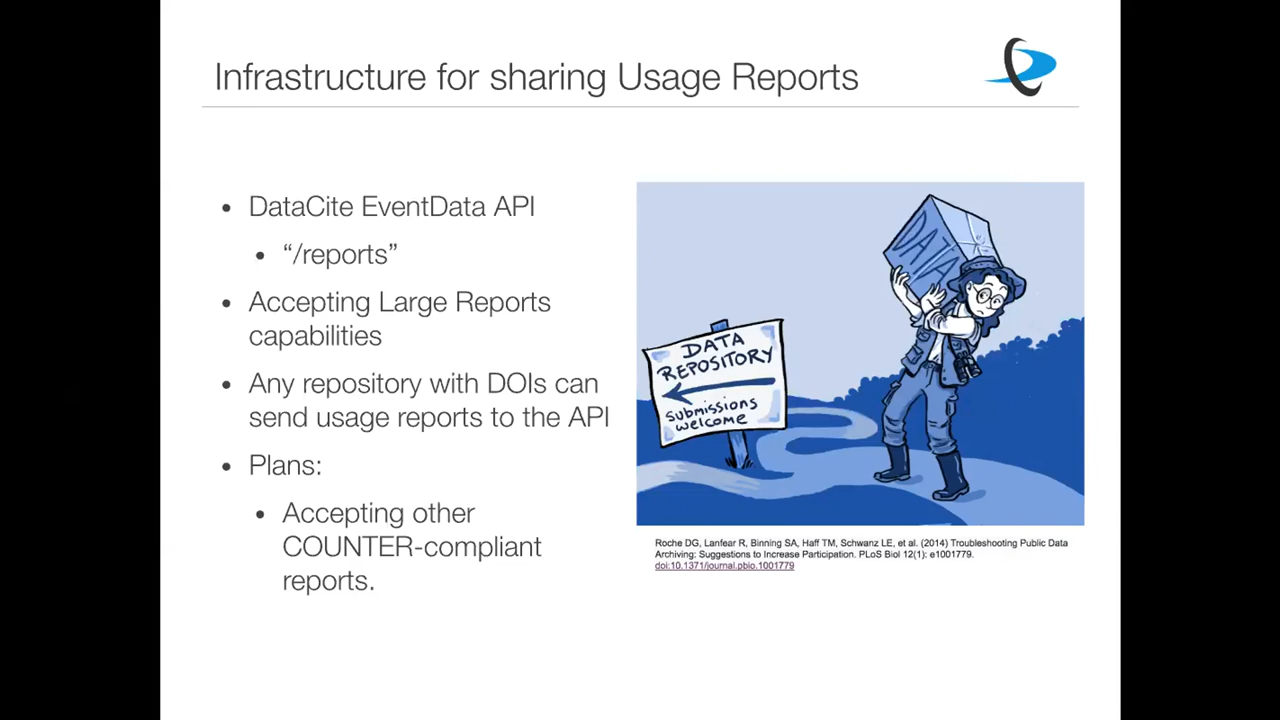 Infrastructure for sharing Usage Reports
• DataCite EventData API
• “/reports”
• Accepting Large Reports
capabilities
• Any repository with DOIs can
send usage reports to the API
• Plans:
• Accepting other
COUNTER-compliant
reports.
DATA
DATA
REPOSITORY
submissions
welcome
Roche DG, Lanfear R, Binning SA, Haff TM, Schwanz LE, et al. (2014) Troubleshooting Public Data
Archiving: Suggestions to Increase Participation. PLoS Biol 12(1): e1001779.
doi:10.1371/journal.pbio.1001779